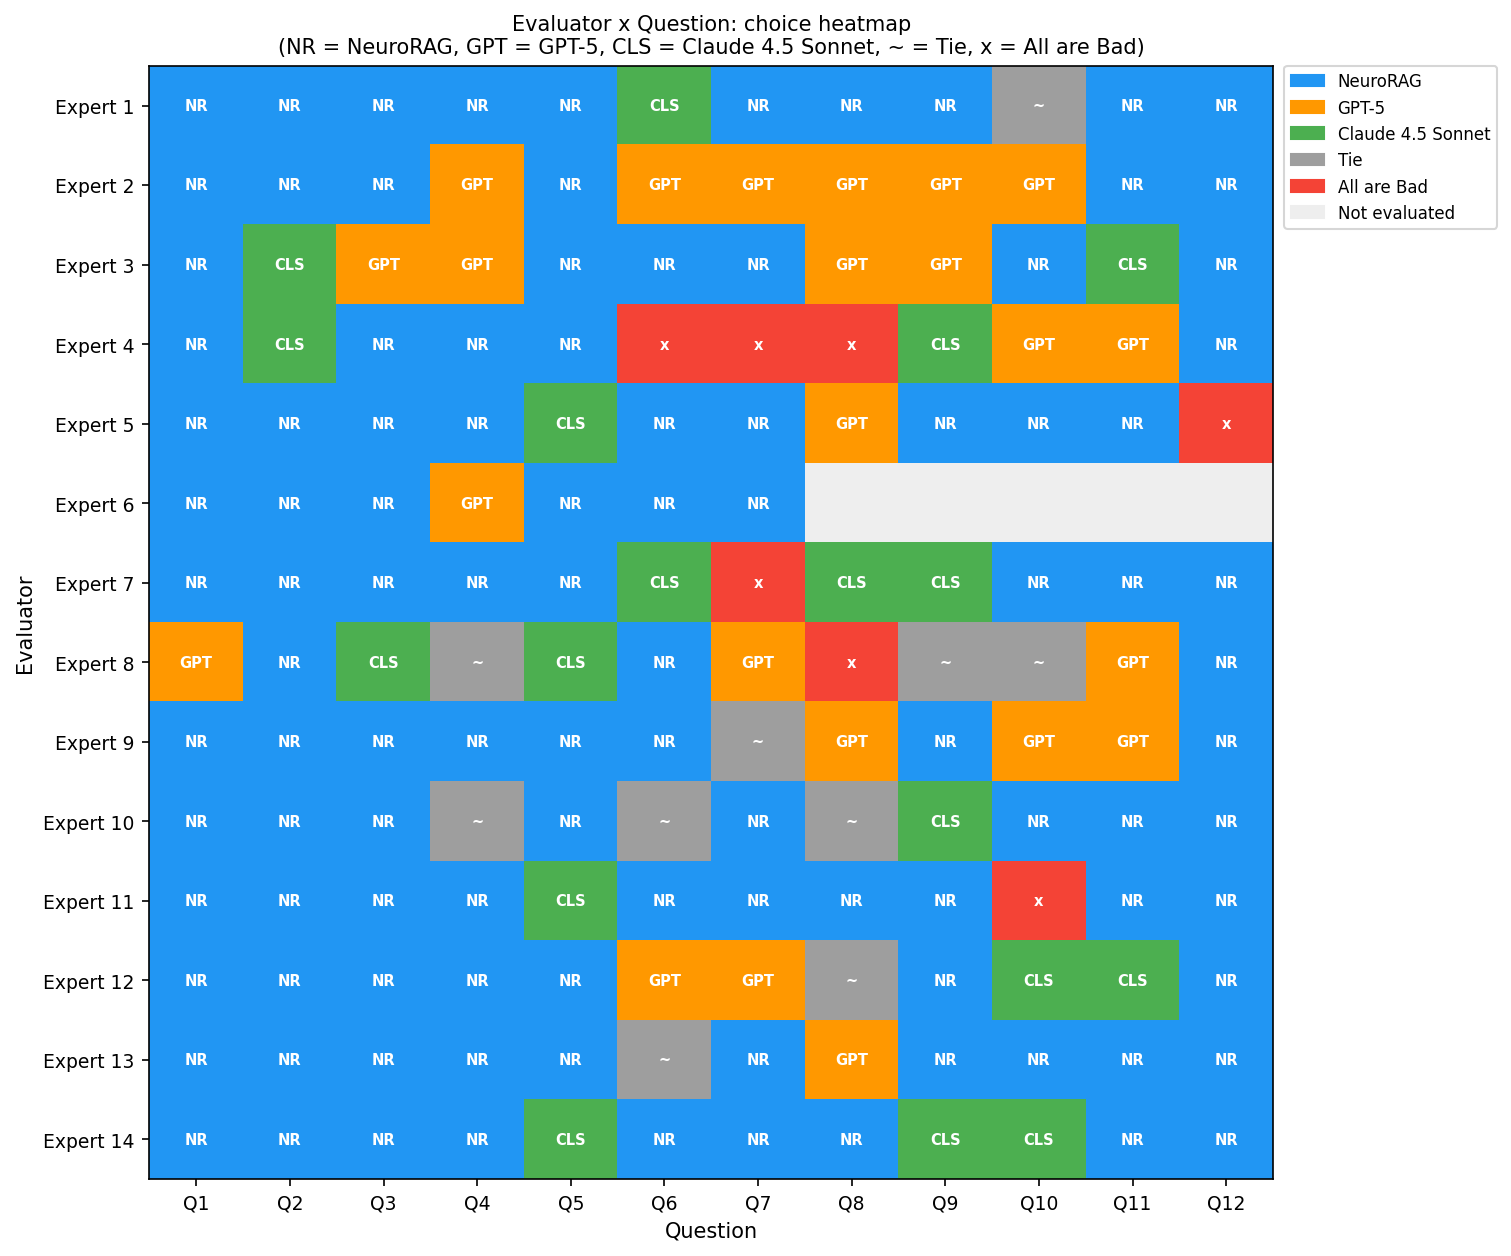 Evaluator x Question: choice heatmap
(NR = NeuroRAG, GPT = GPT-5, CLS = Claude 4.5 Sonnet, ~ = Tie, x = All are Bad)
NeuroRAG
GPT-5
Claude 4.5 Sonnet
Tie
All are Bad
Not evaluated
Evaluator
Expert 1 NR NR NR NR NR CLS NR NR NR ~ NR NR
Expert 2 NR NR NR GPT NR GPT GPT GPT GPT GPT NR NR
Expert 3 NR CLS GPT GPT NR NR NR GPT GPT NR CLS NR
Expert 4 NR CLS NR NR NR x x x CLS GPT GPT NR
Expert 5 NR NR NR NR CLS NR NR GPT NR NR NR x
Expert 6 NR NR NR GPT NR NR NR
Expert 7 NR NR NR NR NR CLS x CLS CLS NR NR NR
Expert 8 GPT NR CLS ~ CLS NR GPT x ~ ~ GPT NR
Expert 9 NR NR NR NR NR NR ~ GPT NR GPT GPT NR
Expert 10 NR NR NR ~ NR ~ NR ~ CLS NR NR NR
Expert 11 NR NR NR NR CLS NR NR NR NR x NR NR
Expert 12 NR NR NR NR NR GPT GPT ~ NR CLS CLS NR
Expert 13 NR NR NR NR NR ~ NR GPT NR NR NR NR
Expert 14 NR NR NR NR CLS NR NR NR CLS CLS NR NR
Q1 Q2 Q3 Q4 Q5 Q6 Q7 Q8 Q9 Q10 Q11 Q12
Question